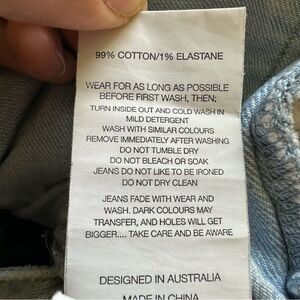 99% COTTON/1% ELASTANE
WEAR FOR AS LONG AS POSSIBLE
BEFORE FIRST WASH, THEN;
TURN INSIDE OUT AND COLD WASH IN
MILD DETERGENT
WASH WITH SIMILAR COLOURS
REMOVE IMMEDIATELY AFTER WASHING
DO NOT TUMBLE DRY
DO NOT BLEACH OR SOAK
JEANS DO NOT LIKE TO BE IRONED
DO NOT DRY CLEAN
JEANS FADE WITH WEAR AND
WASH. DARK COLOURS MAY
TRANSFER, AND HOLES WILL GET
BIGGER.... TAKE CARE AND BE AWARE
DESIGNED IN AUSTRALIA
MADE IN CHINA